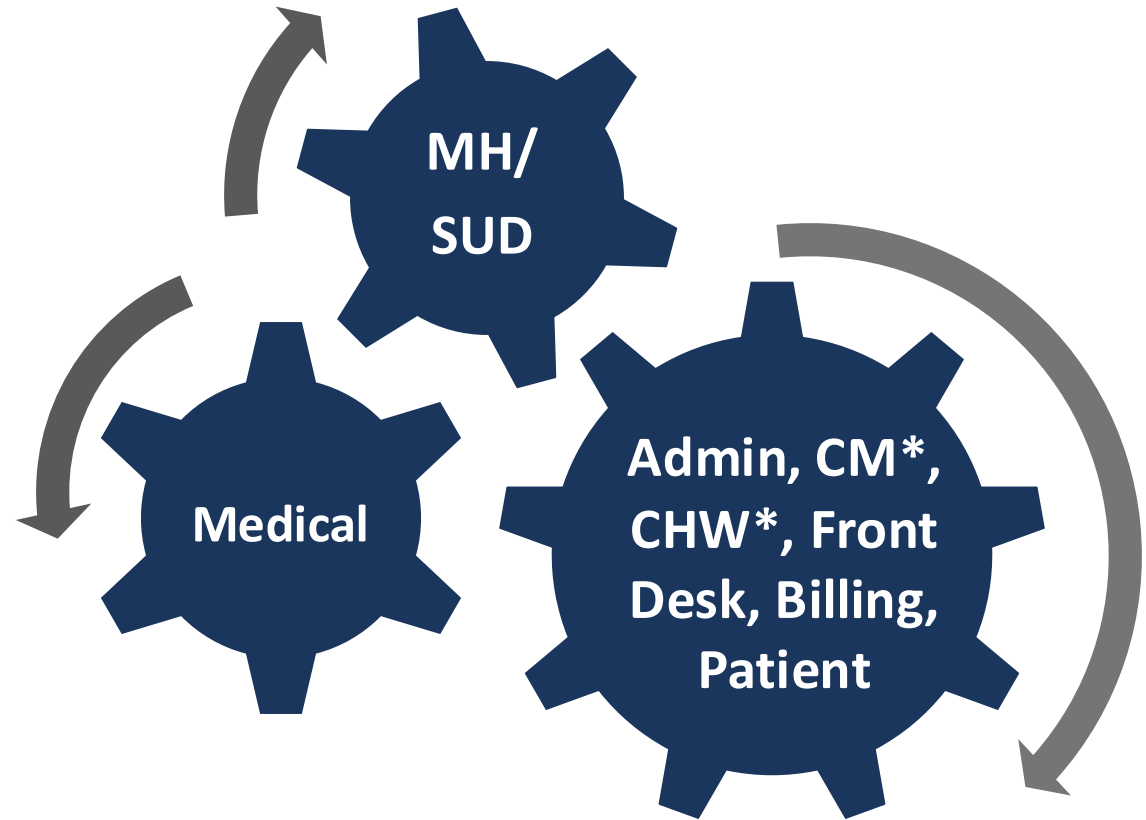 MH/
SUD
Medical
Admin, CM*,
CHW*, Front
Desk, Billing,
Patient